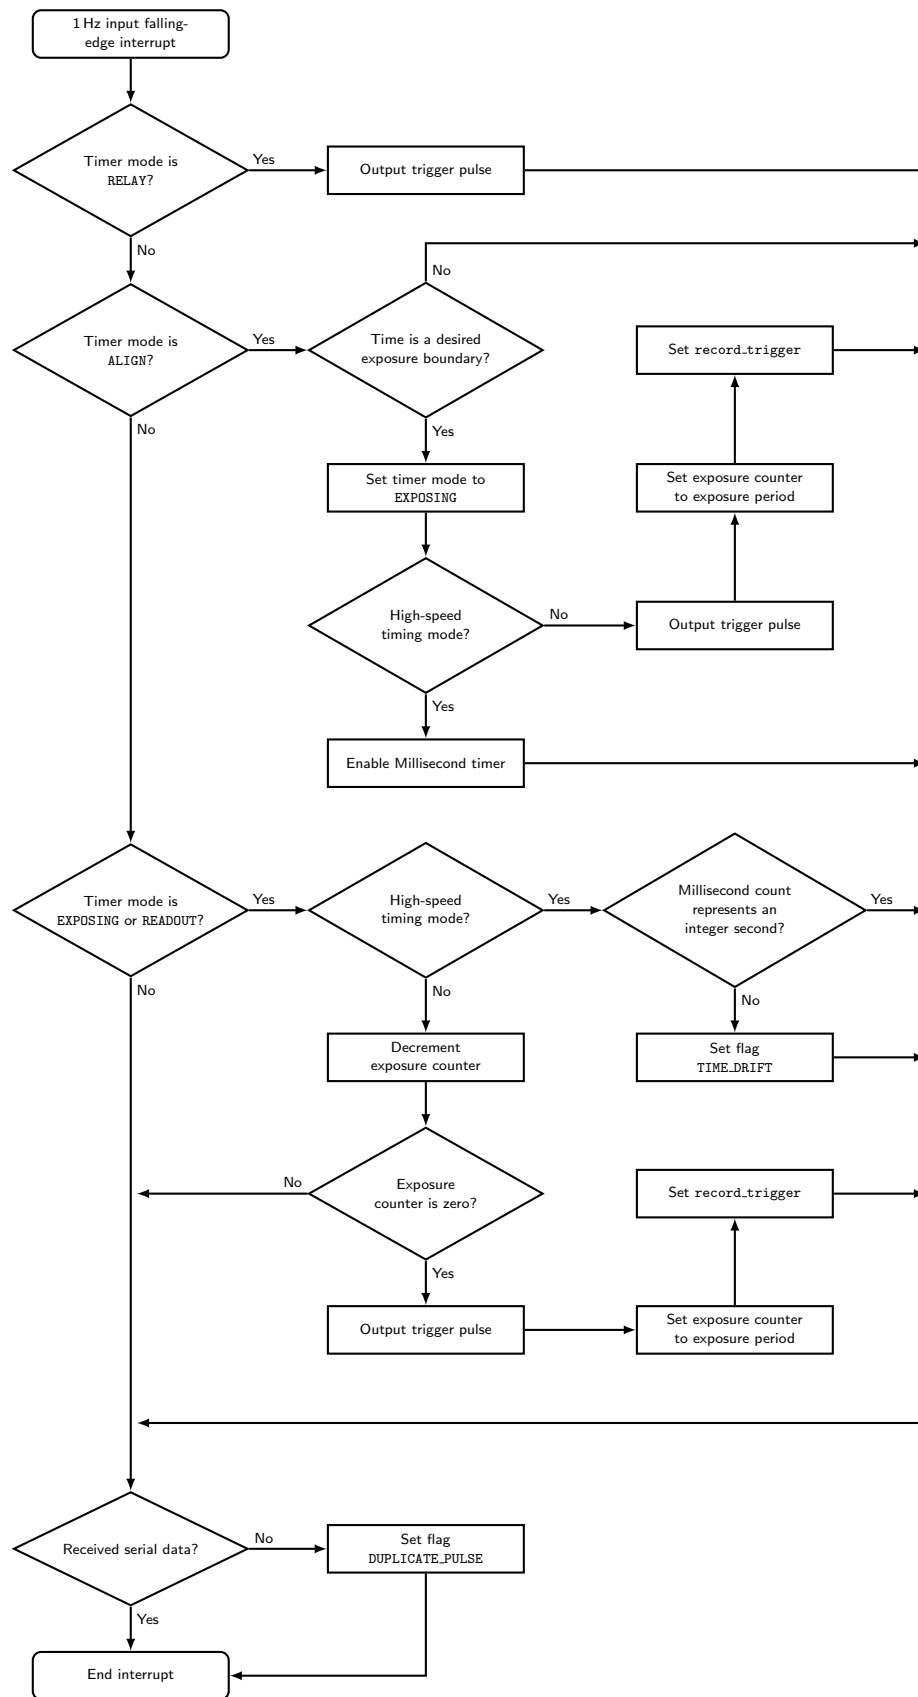 1 Hz input falling-
edge interrupt
Timer mode is
RELAY?
Yes
Output trigger pulse
No
Timer mode is
ALIGN?
Yes
No
Time is a desired
exposure boundary?
Set record_trigger
No
Yes
Set timer mode to
EXPOSING
Set exposure counter
to exposure period
High-speed
timing mode?
No
Output trigger pulse
Yes
Enable Millisecond timer
Timer mode is
EXPOSING or READOUT?
Yes
High-speed
timing mode?
Yes
Millisecond count
represents an
integer second?
Yes
No
No
No
Decrement
exposure counter
Set flag
TIME_DRIFT
No
Exposure
counter is zero?
Set record_trigger
Yes
Output trigger pulse
Set exposure counter
to exposure period
Received serial data?
No
Set flag
DUPLICATE_PULSE
Yes
End interrupt